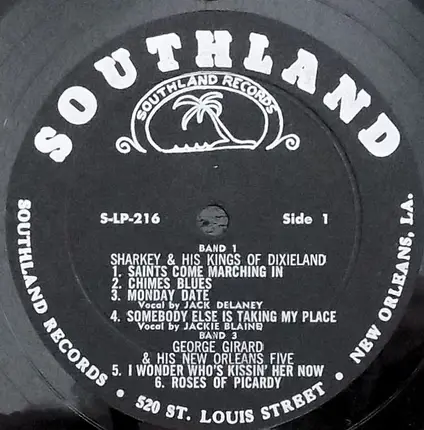 SOUTHLAND
SOUTHLAND RECORDS
S-LP-216 Side 1
BAND 1
SHARKEY & HIS KINGS OF DIXIELAND
1. SAINTS COME MARCHING IN
2. CHIMES BLUES
3. MONDAY DATE
Vocal by JACK DELANEY
4. SOMEBODY ELSE IS TAKING MY PLACE
Vocal by JACKIE BLAINE
BAND 3
GEORGE GIRARD
& HIS NEW ORLEANS FIVE
5. I WONDER WHO'S KISSIN' HER NOW
6. ROSES OF PICARDY
SOUTHLAND RECORDS • 520 ST. LOUIS STREET • NEW ORLEANS, LA.